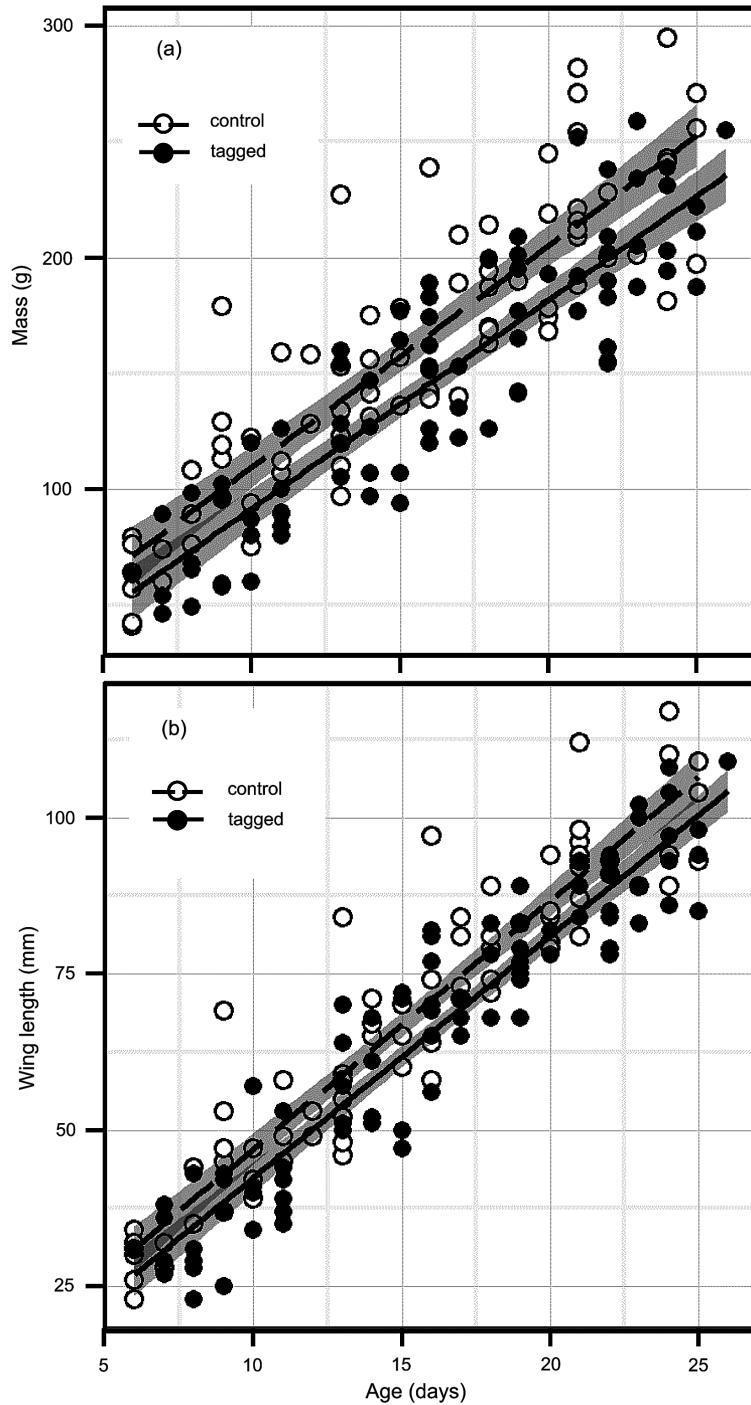 300
(a)
control
tagged
200
Mass (g)
100
(b)
control
tagged
100
75
Wing length (mm)
50
25
5 10 15 20 25
Age (days)